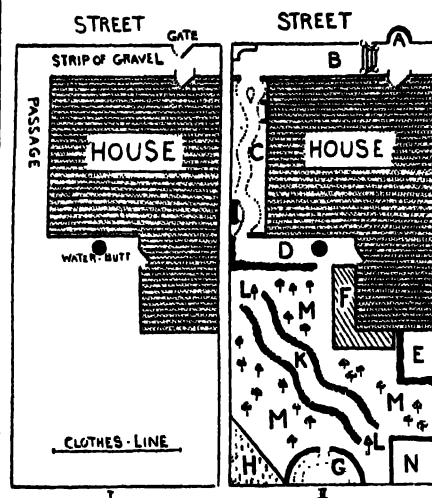 STREET
GATE
STRIP OF GRAVEL
PASSAGE
HOUSE
WATER-BUTT
CLOTHES-LINE
I
STREET
A
B
C
HOUSE
D
F
L
M
E
K
M
M
L
H
G
N
II